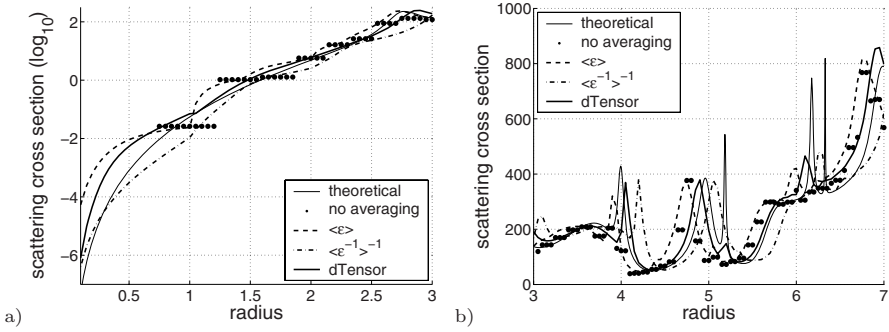 a)
scattering cross section (log10)
2
0
−2
−4
−6
0.5 1 1.5 2 2.5 3
radius
theoretical
no averaging
<ε>
<ε-1>-1
dTensor
b)
scattering cross section
1000
800
600
400
200
0
3 4 5 6 7
radius
theoretical
no averaging
<ε>
<ε-1>-1
dTensor